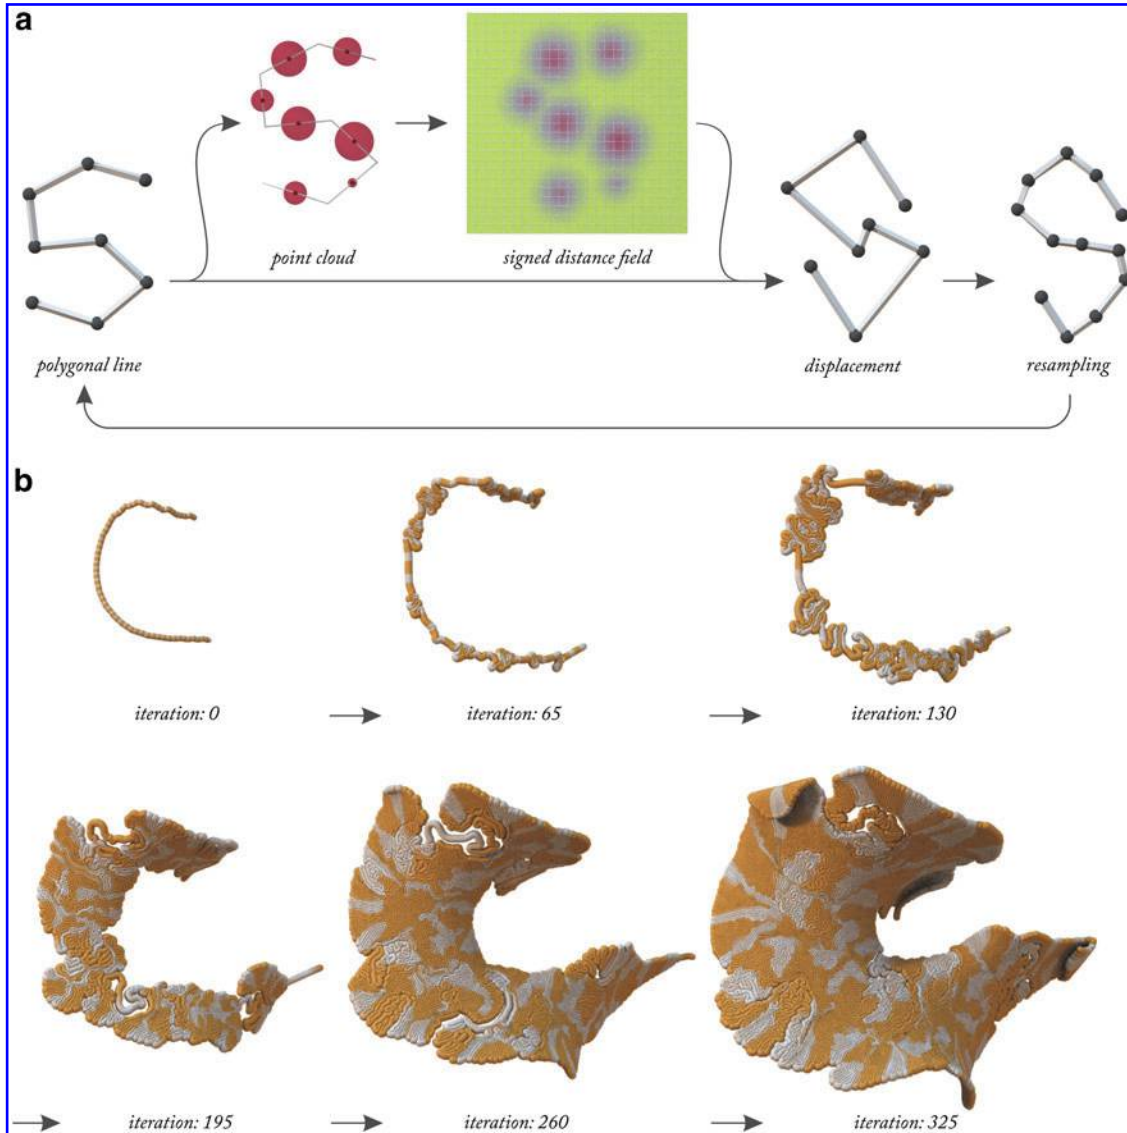 a
point cloud
signed distance field
polygonal line
displacement
resampling
b
iteration: 0
iteration: 65
iteration: 130
iteration: 195
iteration: 260
iteration: 325